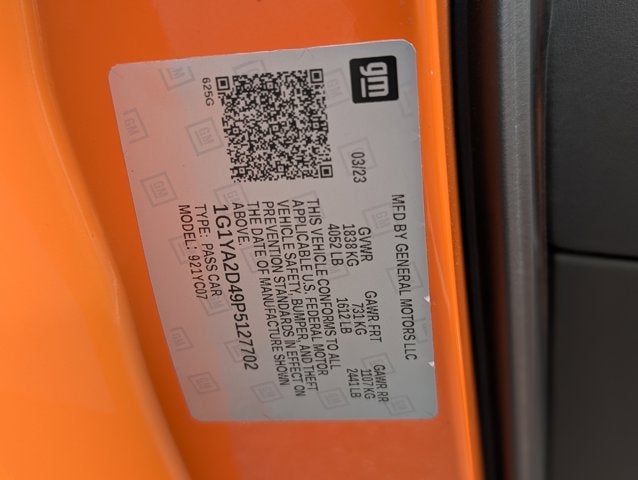 gm
MFD BY GENERAL MOTORS LLC
03/23
GVWR
1838 KG
4052 LB
GAWR FRT
731 KG
1612 LB
GAWR RR
1107 KG
2441 LB
THIS VEHICLE CONFORMS TO ALL
APPLICABLE U.S. FEDERAL MOTOR
VEHICLE SAFETY, BUMPER, AND THEFT
PREVENTION STANDARDS IN EFFECT ON
THE DATE OF MANUFACTURE SHOWN
ABOVE.
1G1YA2D49P5127702
TYPE: PASS CAR
MODEL: 921YC07
625G